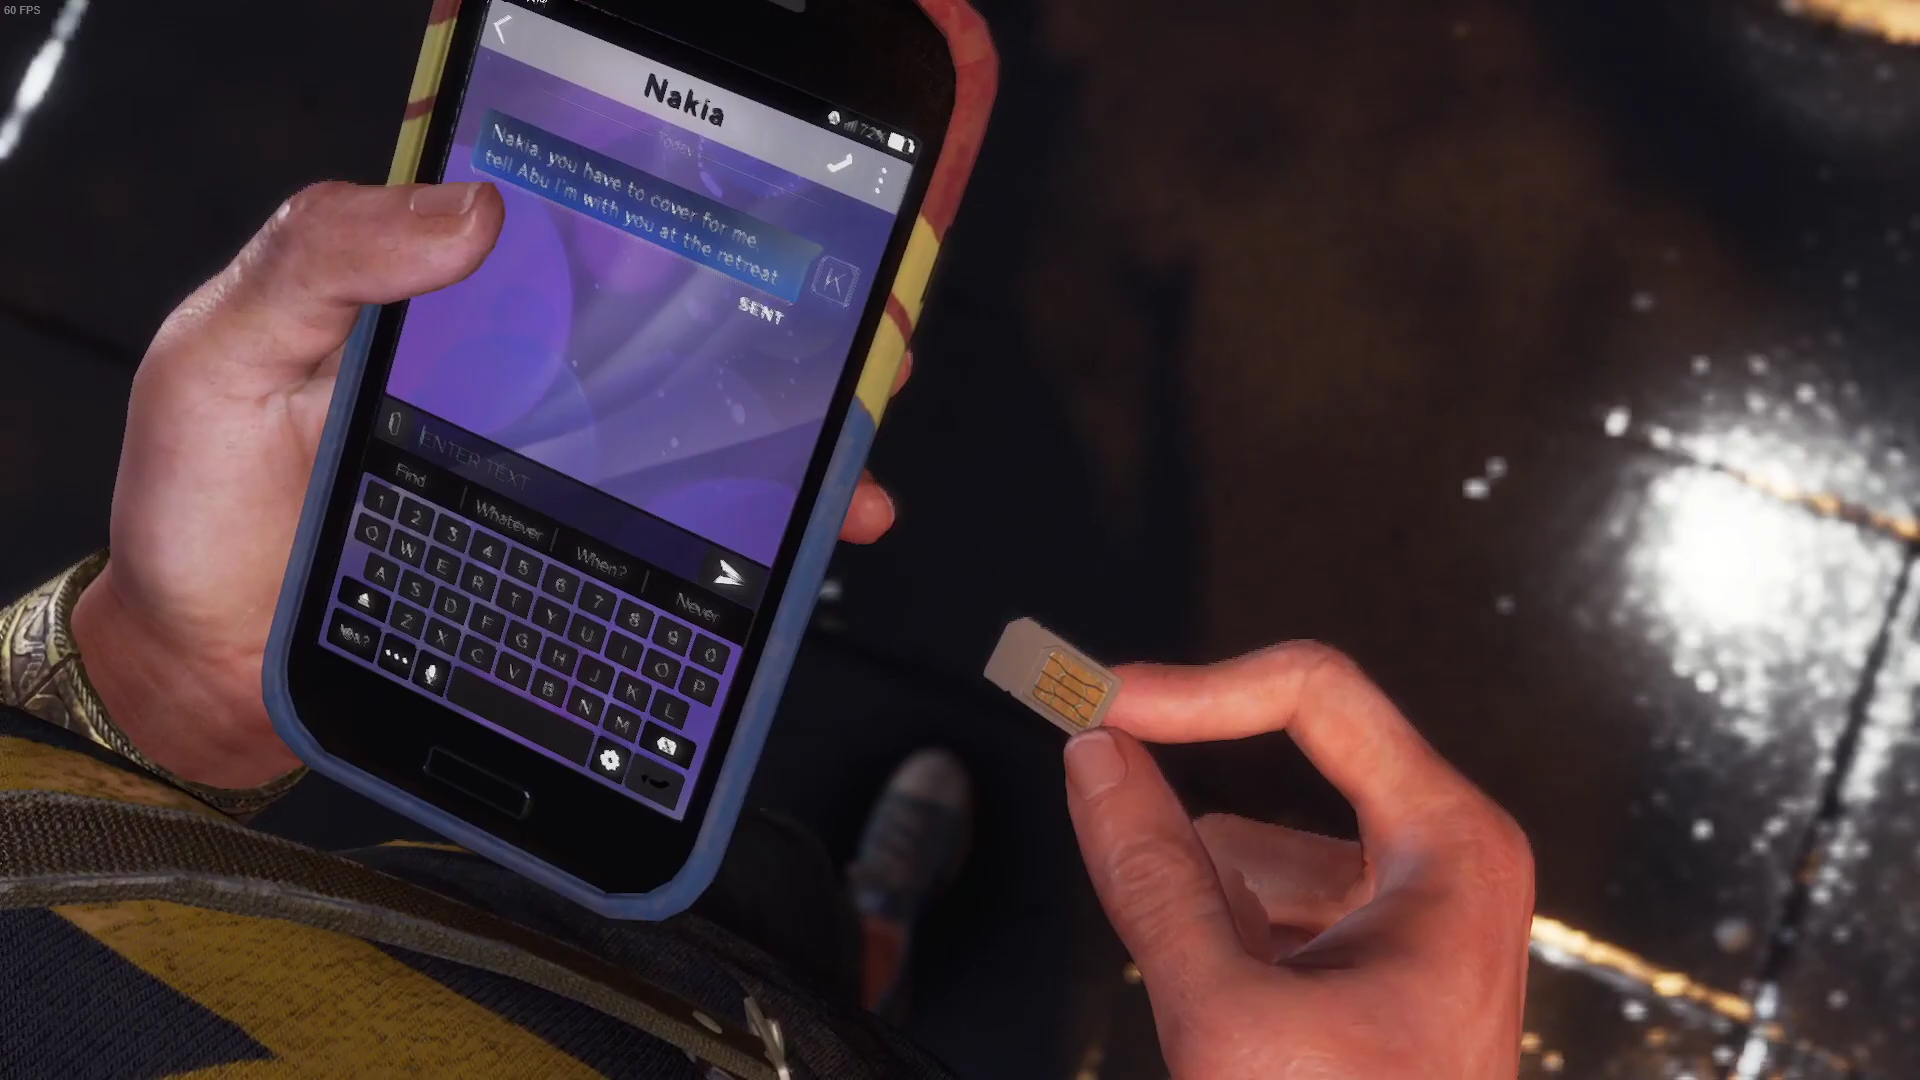 60 FPS
72%
Nakia
Today
Nakia, you have to cover for me.
tell Abu I'm with you at the retreat
K
SENT
ENTER TEXT
Find
Whatever
When?
Never
1 2 3 4 5 6 7 8 9 0
Q W E R T Y U I O P
A S D F G H J K L
Z X C V B N M